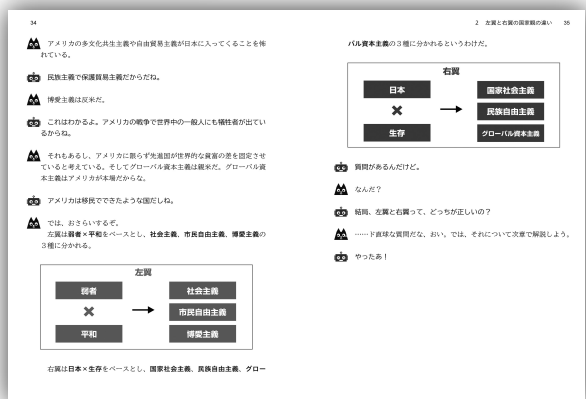 34
アメリカの多文化共生主義や自由貿易主義が日本に入ってくることを怖
れている。
民族主義で保護貿易主義だからだね。
博愛主義は反米だ。
これはわかるよ。アメリカの戦争で世界中の一般人にも犠牲者が出てい
るからね。
それもあるし、アメリカに限らず先進国が世界的な貧富の差を固定させ
ていると考えている。そしてグローバル資本主義は親米だ。グローバル資
本主義はアメリカが本場だからな。
アメリカは移民でできたような国だしね。
では、おさらいするぞ。
左翼は弱者×平和をベースとし、社会主義、市民自由主義、博愛主義の
3種に分かれる。
左翼
弱者
×
平和
社会主義
市民自由主義
博愛主義
右翼は日本×生存をベースとし、国家社会主義、民族自由主義、グロー
2 左翼と右翼の国家観の違い 35
バル資本主義の3種に分かれるというわけだ。
右翼
日本
×
生存
国家社会主義
民族自由主義
グローバル資本主義
質問があるんだけど。
なんだ?
結局、左翼と右翼って、どっちが正しいの?
……ド直球な質問だな、おい。では、それについて次章で解説しよう。
やったあ!